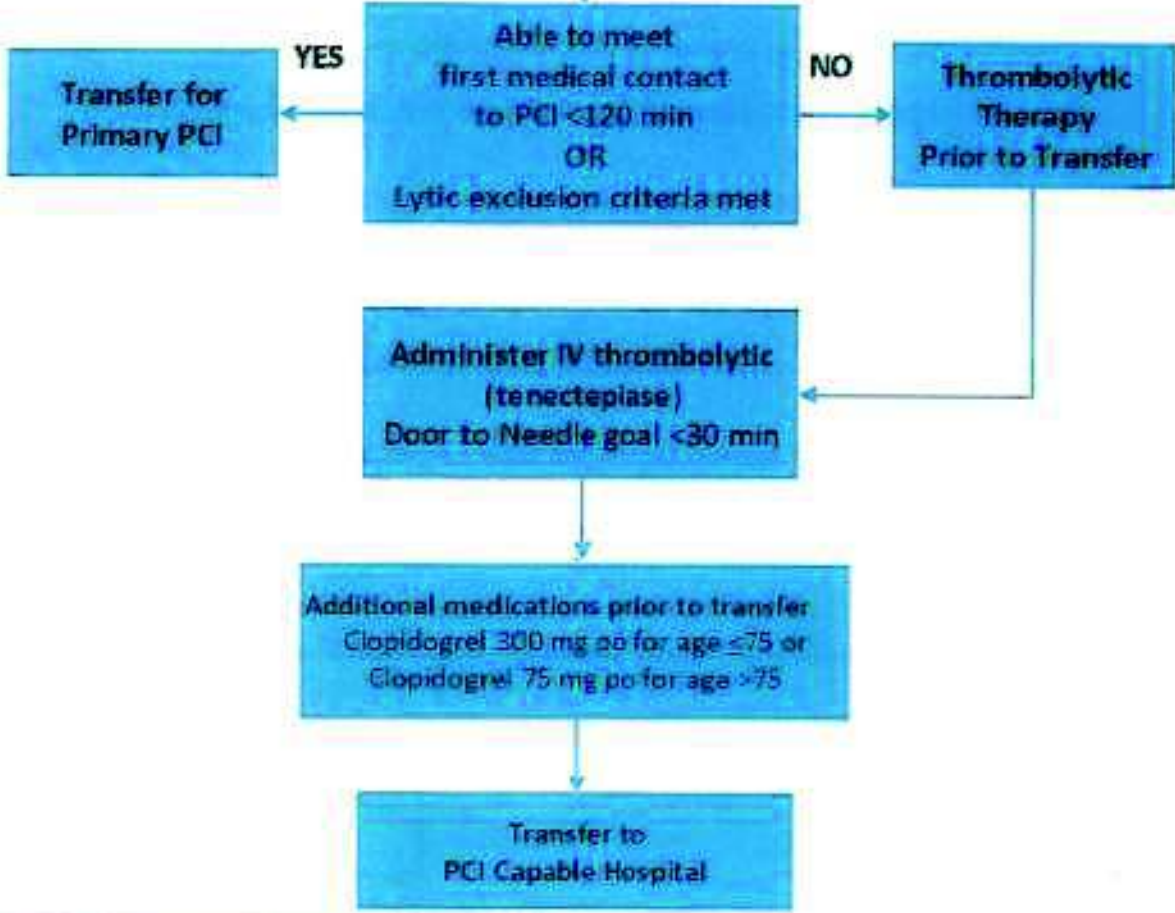 Able to meet
first medical contact
to PCI <120 min
OR
Lytic exclusion criteria met
YES
Transfer for
Primary PCI
NO
Thrombolytic
Therapy
Prior to Transfer
Administer IV thrombolytic
(tenecteplase)
Door to Needle goal <30 min
Additional medications prior to transfer
Clopidogrel 300 mg po for age ≤75 or
Clopidogrel 75 mg po for age >75
Transfer to
PCI Capable Hospital